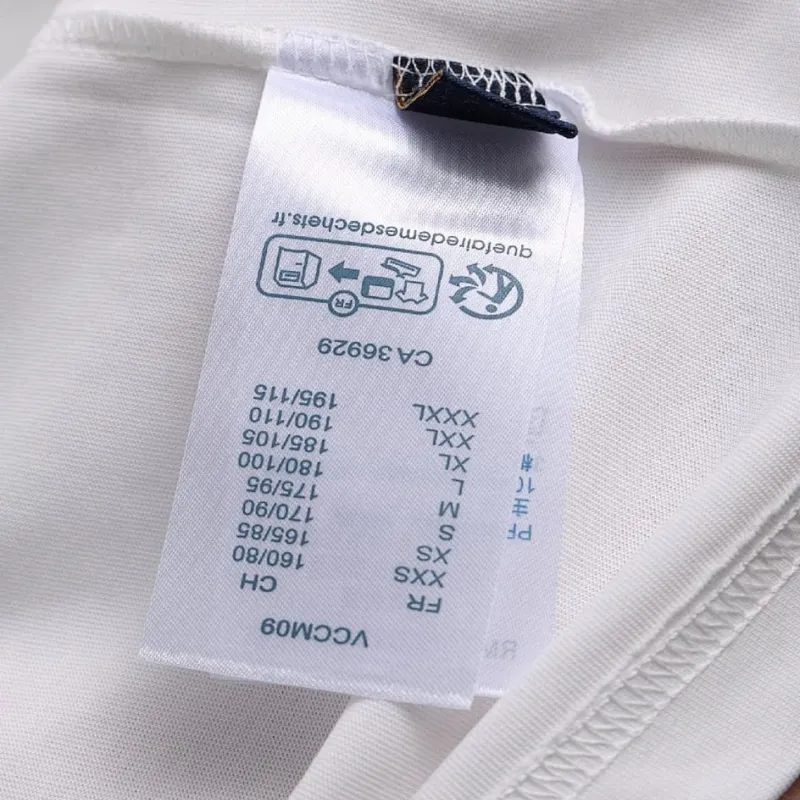 VCCM09
FR CH
XXS 160/80
XS 165/85
S 170/90
M 175/95
L 180/100
XL 185/105
XXL 190/110
XXXL 195/115
CA 36929
FR
quefairedemesdechets.fr